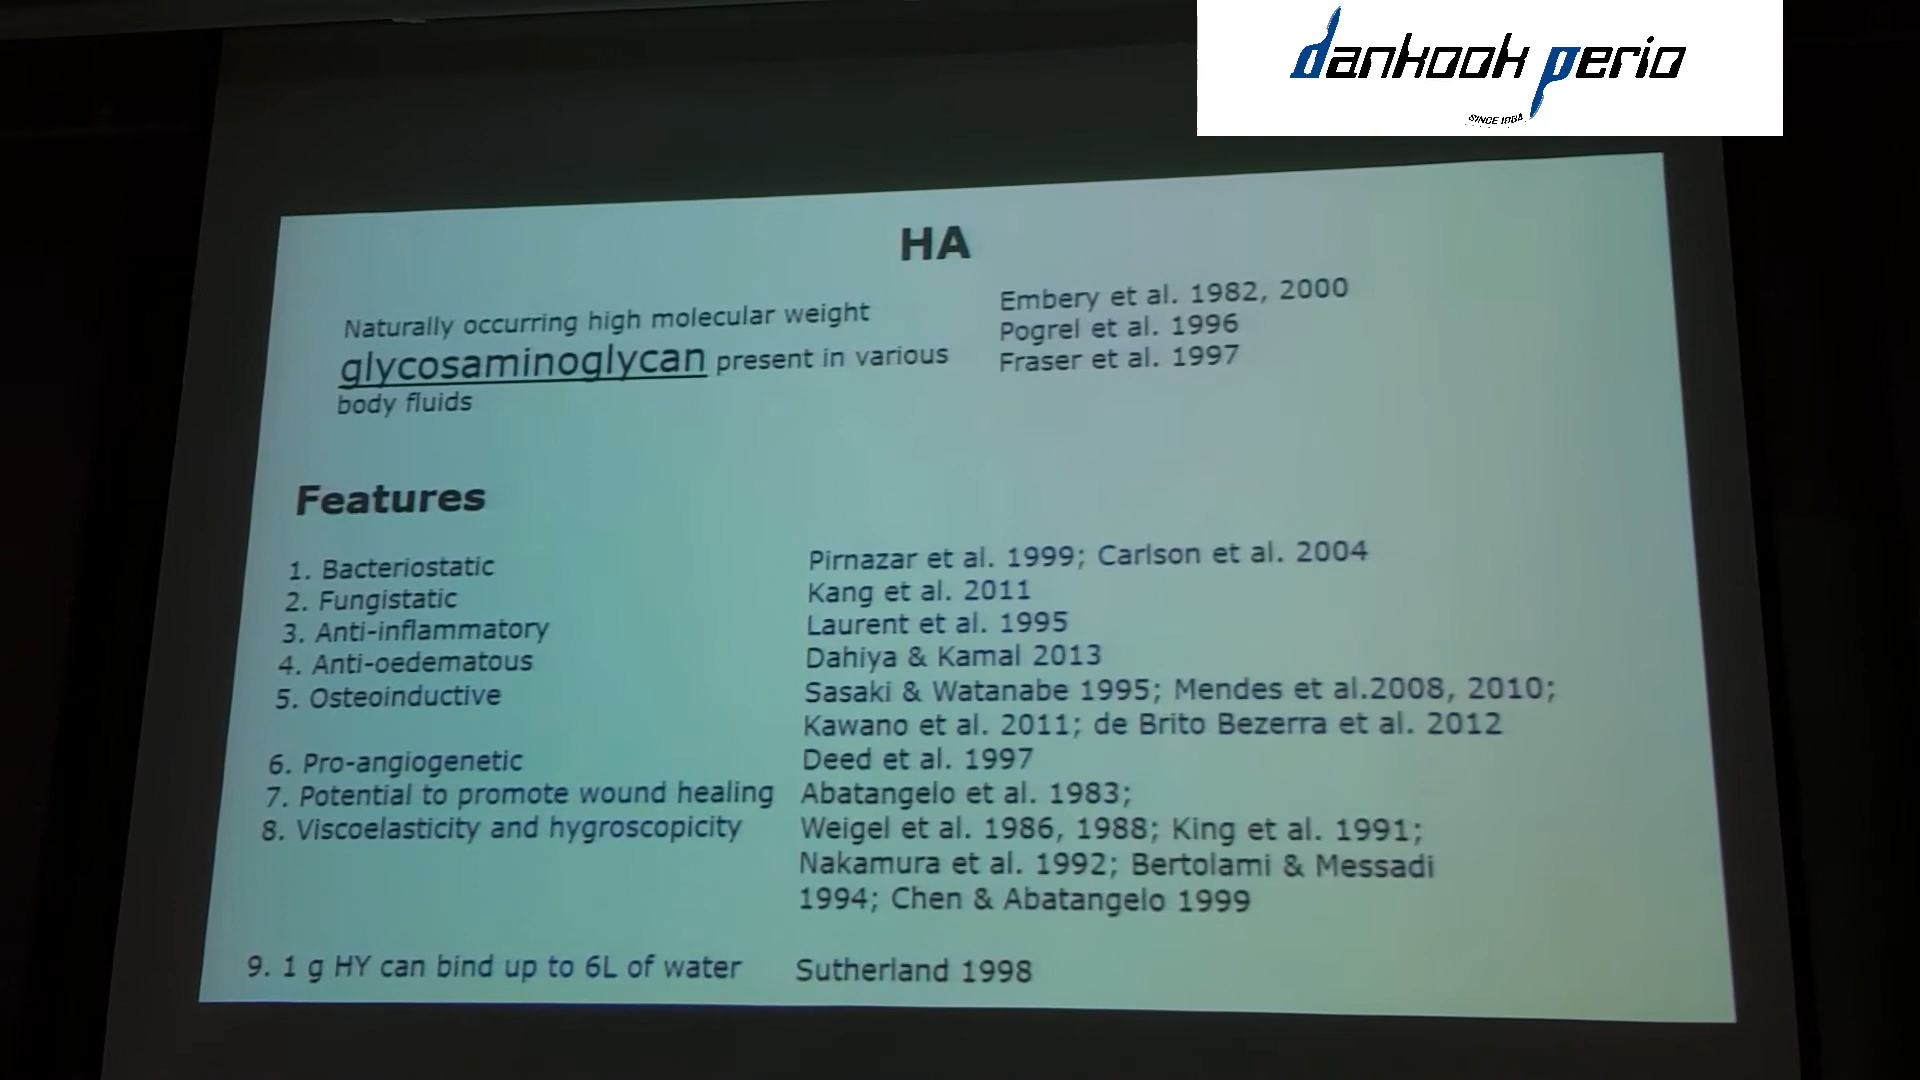 dankook perio
SINCE 1984
HA
Naturally occurring high molecular weight
glycosaminoglycan present in various
body fluids
Embery et al. 1982, 2000
Pogrel et al. 1996
Fraser et al. 1997
Features
1. Bacteriostatic
2. Fungistatic
3. Anti-inflammatory
4. Anti-oedematous
5. Osteoinductive
6. Pro-angiogenetic
7. Potential to promote wound healing
8. Viscoelasticity and hygroscopicity
9. 1 g HY can bind up to 6L of water
Pirnazar et al. 1999; Carlson et al. 2004
Kang et al. 2011
Laurent et al. 1995
Dahiya & Kamal 2013
Sasaki & Watanabe 1995; Mendes et al.2008, 2010;
Kawano et al. 2011; de Brito Bezerra et al. 2012
Deed et al. 1997
Abatangelo et al. 1983;
Weigel et al. 1986, 1988; King et al. 1991;
Nakamura et al. 1992; Bertolami & Messadi
1994; Chen & Abatangelo 1999
Sutherland 1998